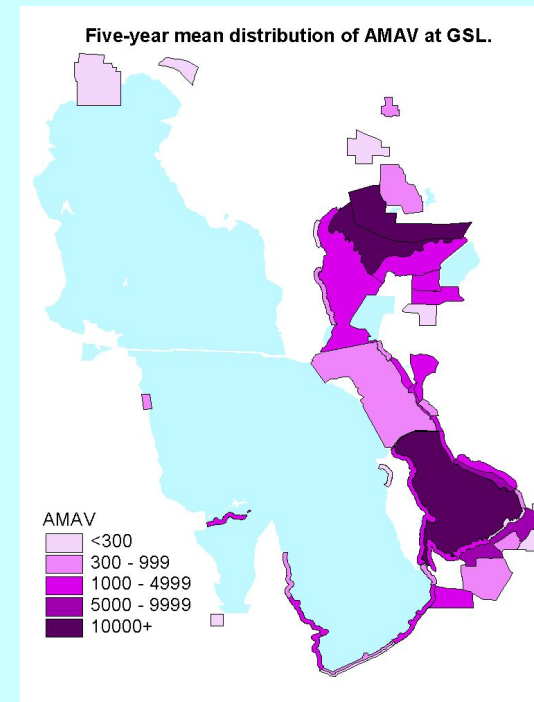 Five-year mean distribution of AMAV at GSL.
AMAV
<300
300 - 999
1000 - 4999
5000 - 9999
10000+